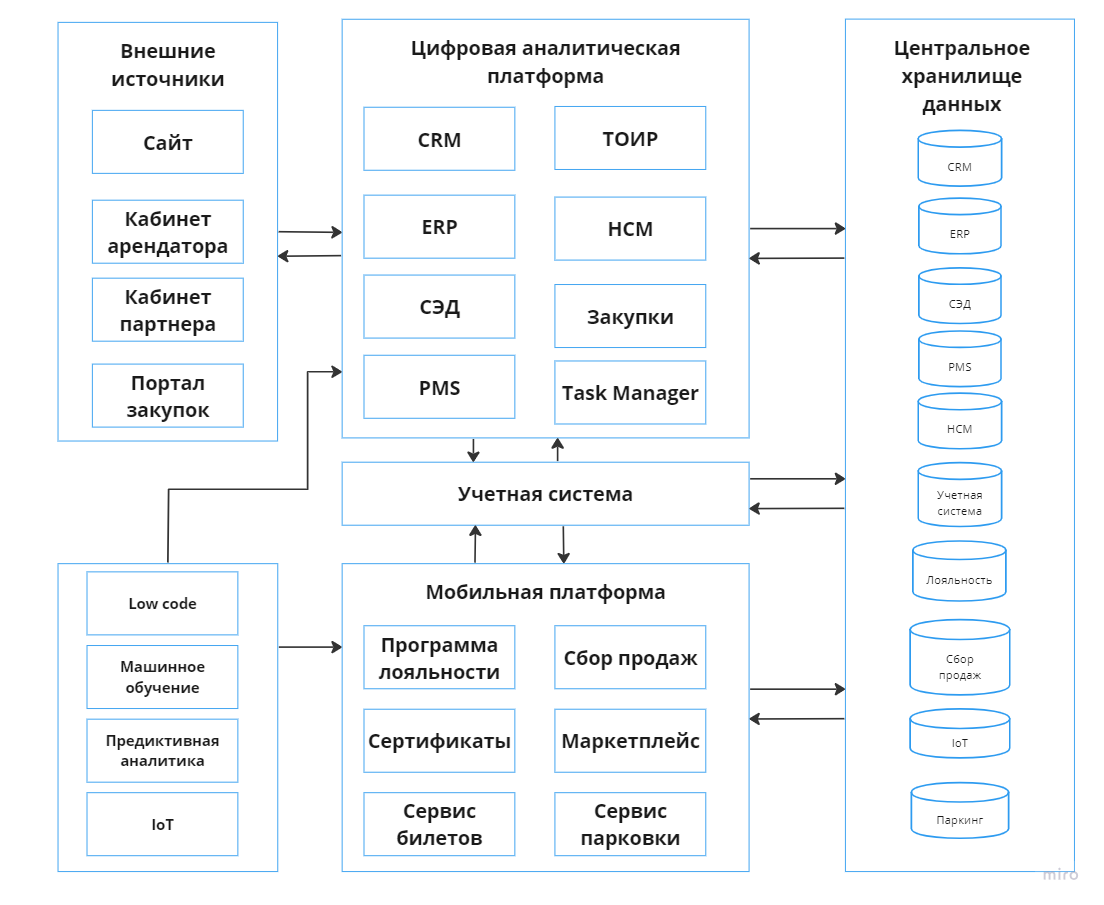 Внешние
источники
Сайт
Кабинет
арендатора
Кабинет
партнера
Портал
закупок
Цифровая аналитическая
платформа
CRM
ТОИР
ERP
HCM
СЭД
Закупки
PMS
Task Manager
Учетная система
Low code
Машинное
обучение
Предиктивная
аналитика
IoT
Мобильная платформа
Программа
лояльности
Сбор продаж
Сертификаты
Маркетплейс
Сервис
билетов
Сервис
парковки
Центральное
хранилище
данных
CRM
ERP
СЭД
PMS
HCM
Учетная
система
Лояльность
Сбор
продаж
IoT
Паркинг
miro